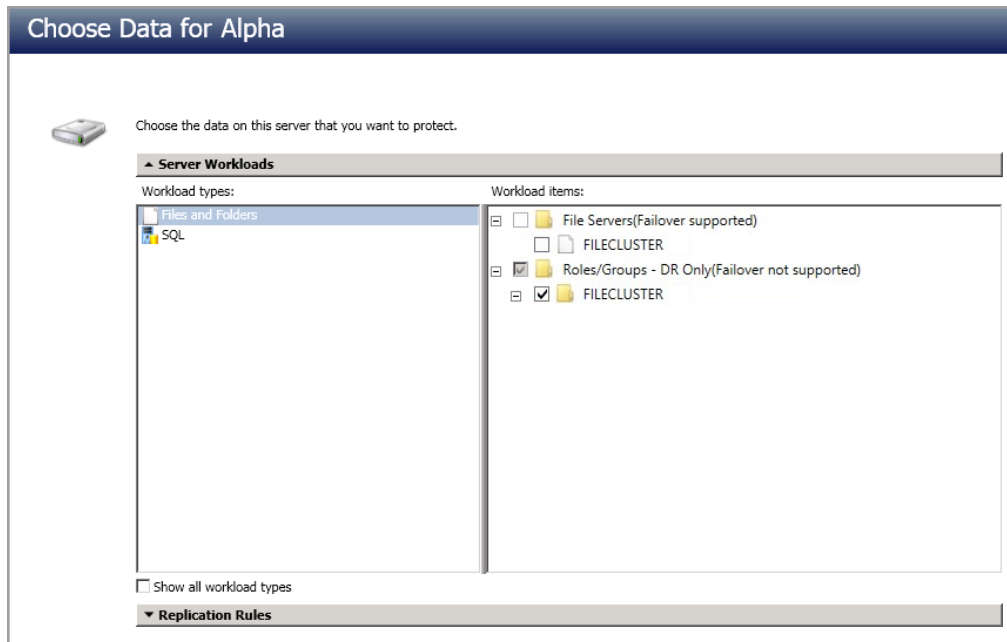 Choose Data for Alpha
Choose the data on this server that you want to protect.
Server Workloads
Workload types:
Files and Folders
SQL
Workload items:
File Servers(Failover supported)
FILECLUSTER
Roles/Groups - DR Only(Failover not supported)
FILECLUSTER
Show all workload types
Replication Rules